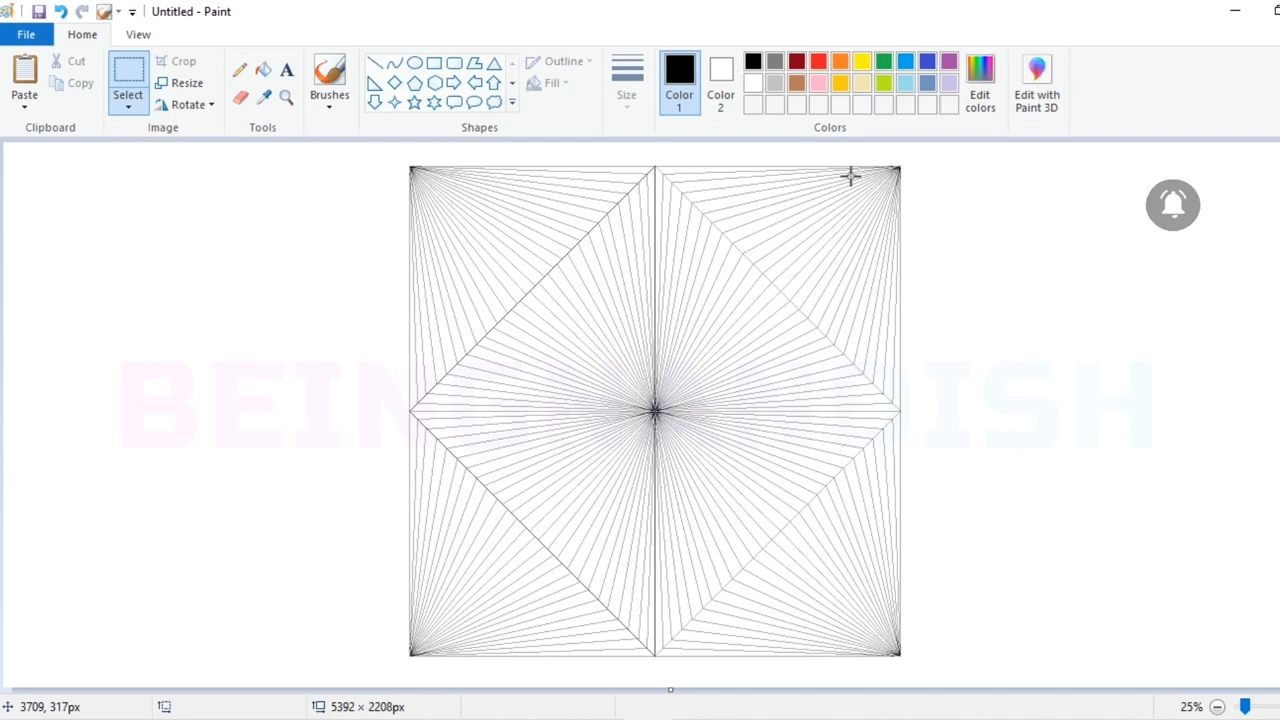 Untitled - Paint
File Home View
Paste
Cut
Copy
Clipboard
Select
Crop
Resize
Rotate
Image
A
Tools
Brushes
Shapes
Outline
Fill
Size
Color 1
Color 2
Colors
Edit colors
Edit with Paint 3D
3709, 317px
5392 × 2208px
25%